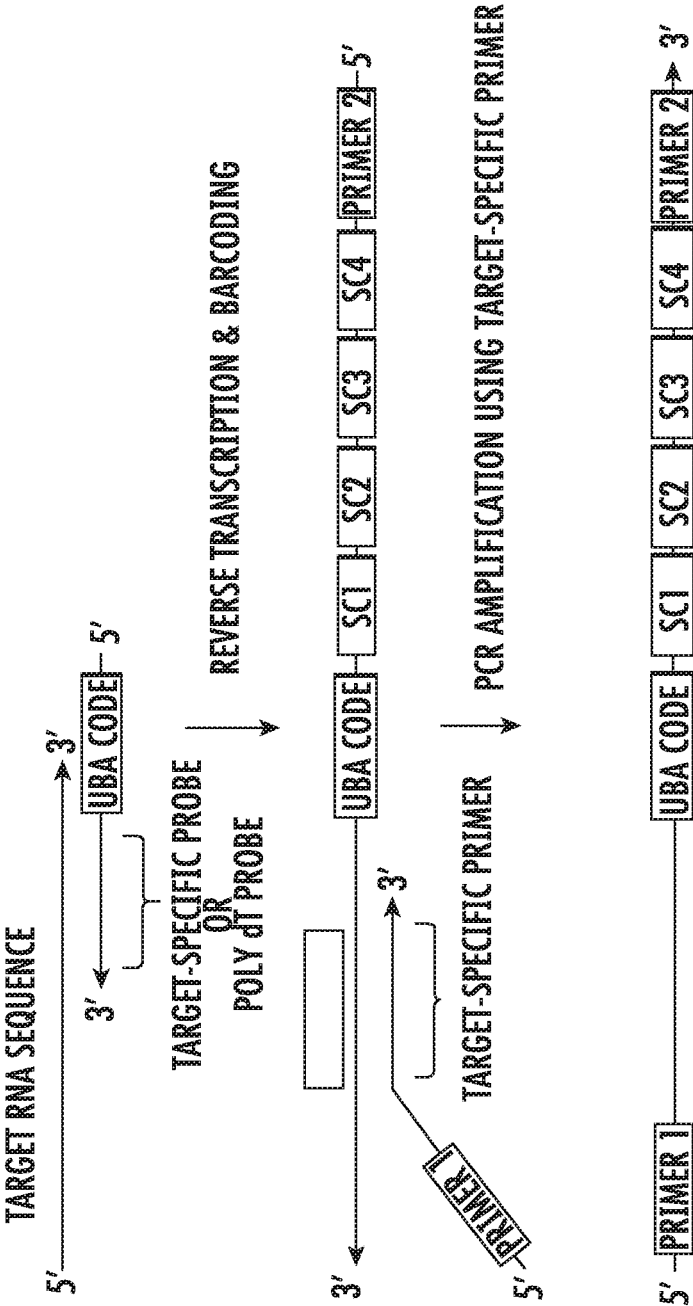 TARGET RNA SEQUENCE
5' 3'
3' UBA CODE 5'
TARGET-SPECIFIC PROBE
OR
POLY dT PROBE
REVERSE TRANSCRIPTION & BARCODING
3' UBA CODE SC1 SC2 SC3 SC4 PRIMER 2 5'
3'
5' PRIMER 1
TARGET-SPECIFIC PRIMER
PCR AMPLIFICATION USING TARGET-SPECIFIC PRIMER
5' PRIMER 1 UBA CODE SC1 SC2 SC3 SC4 PRIMER 2 3'